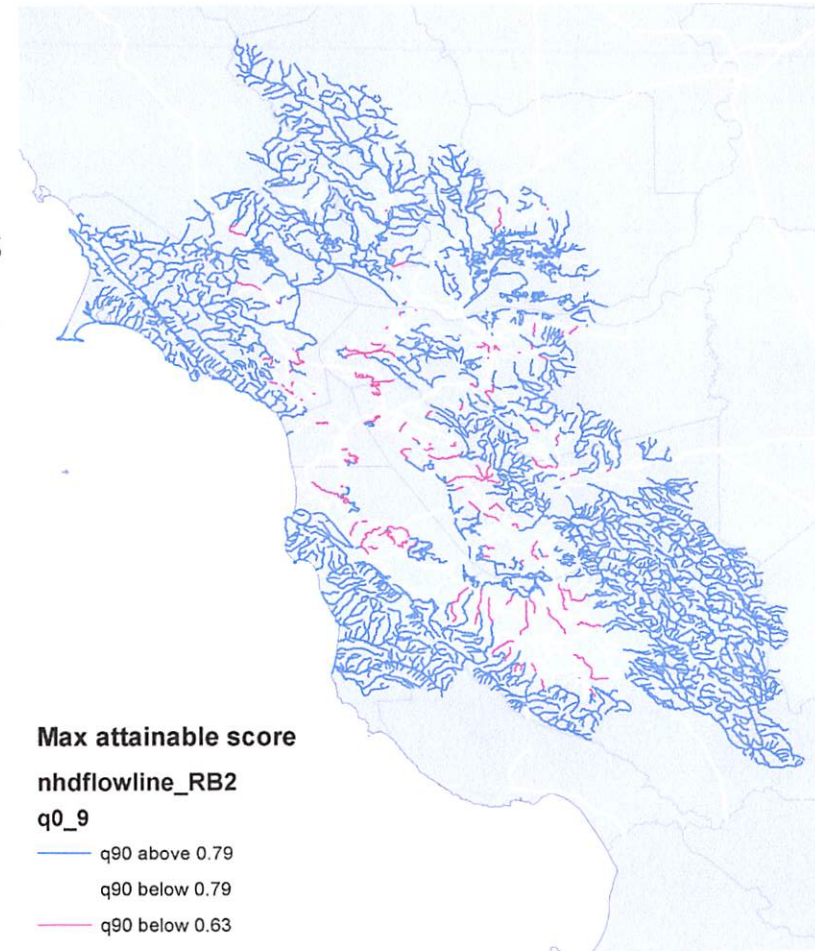 Max attainable score
nhdflowline_RB2
q0_9
q90 above 0.79
q90 below 0.79
q90 below 0.63